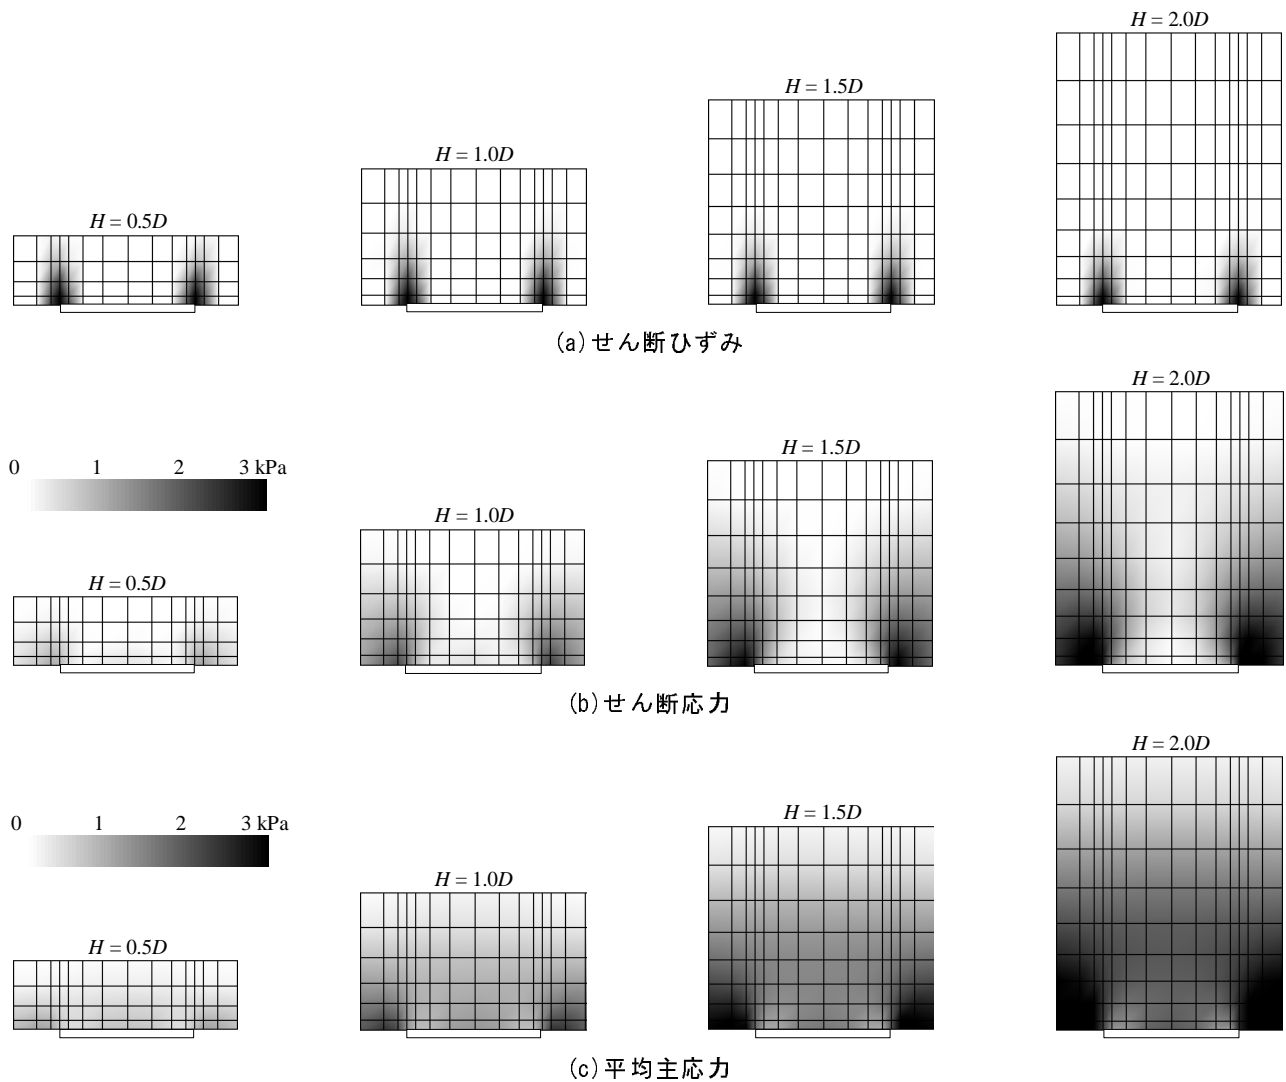 H = 2.0D
H = 1.5D
H = 1.0D
H = 0.5D
(a)せん断ひずみ
H = 2.0D
H = 1.5D
0 1 2 3 kPa
H = 1.0D
H = 0.5D
(b)せん断応力
H = 2.0D
H = 1.5D
0 1 2 3 kPa
H = 1.0D
H = 0.5D
(c)平均主応力